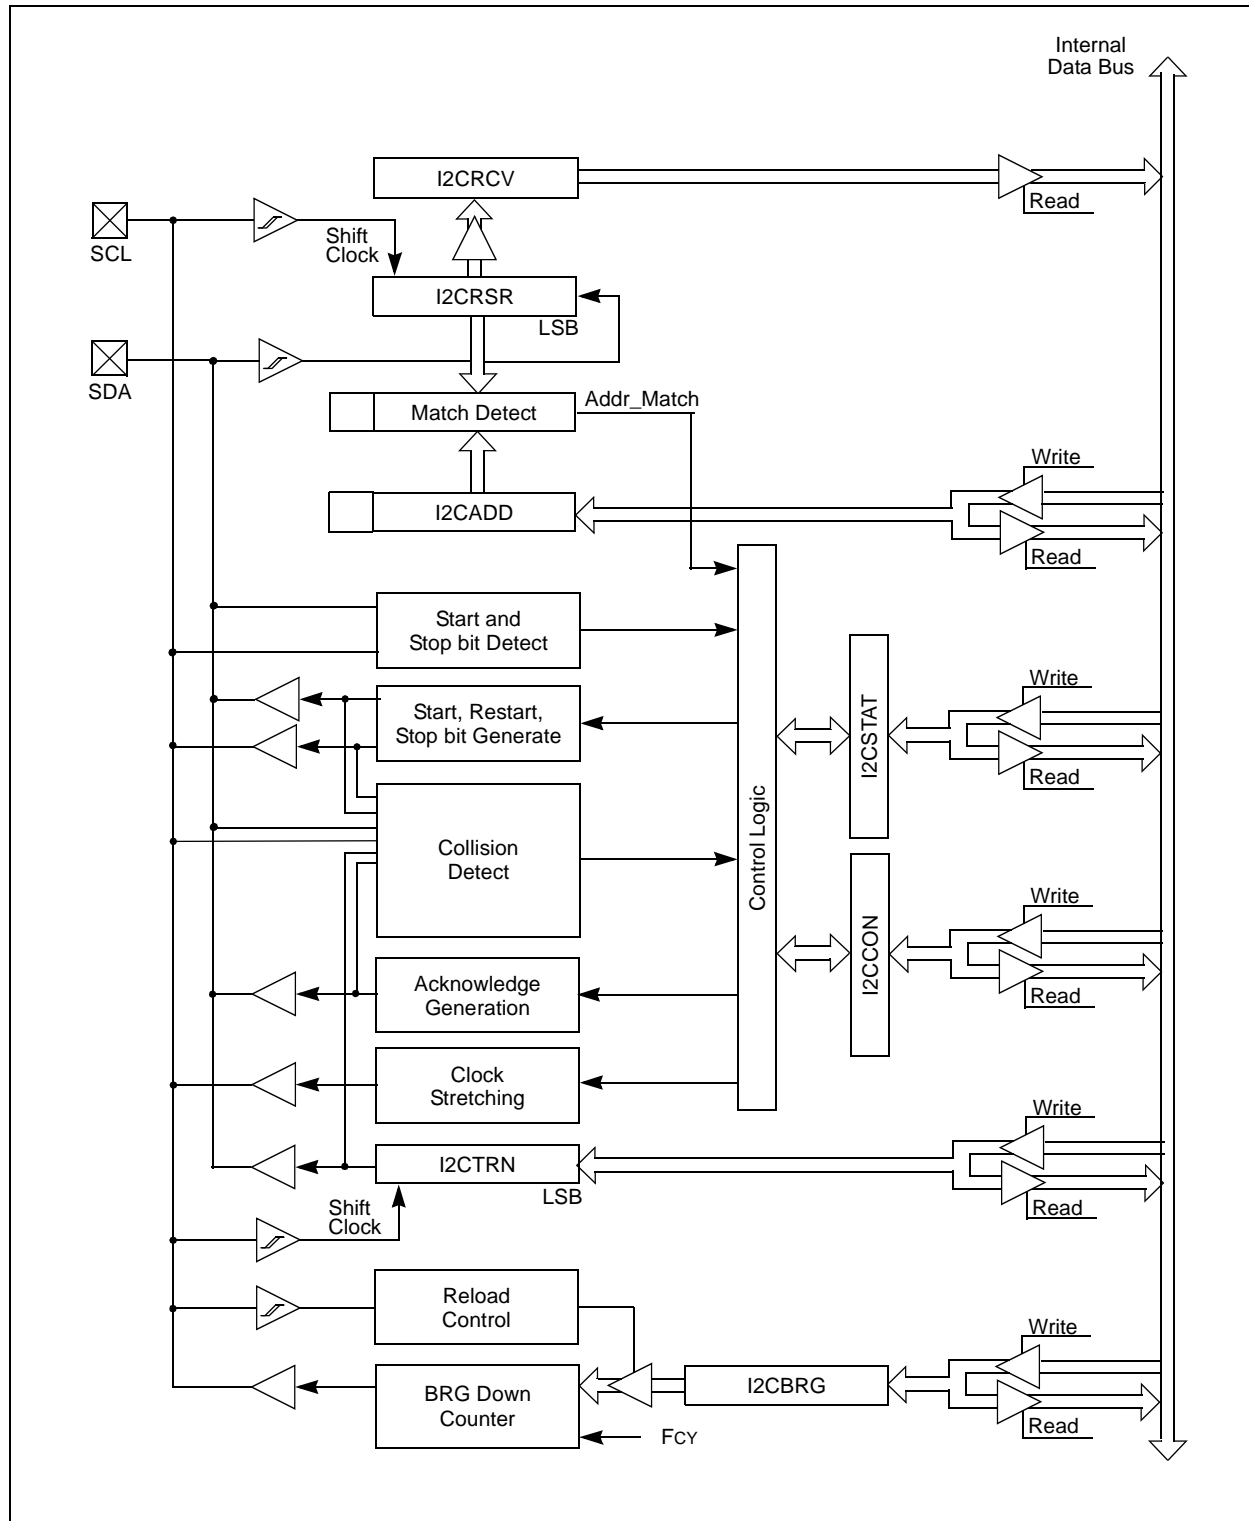 Internal
Data Bus
I2CRCV
Read
SCL
Shift
Clock
I2CRSR
LSB
SDA
Match Detect
Addr_Match
Write
I2CADD
Read
Start and
Stop bit Detect
Write
Start, Restart,
Stop bit Generate
I2CSTAT
Read
Control Logic
Collision
Detect
Write
I2CCON
Acknowledge
Generation
Read
Clock
Stretching
Write
I2CTRN
LSB
Shift
Clock
Read
Reload
Control
Write
BRG Down
Counter
I2CBRG
Read
FCY